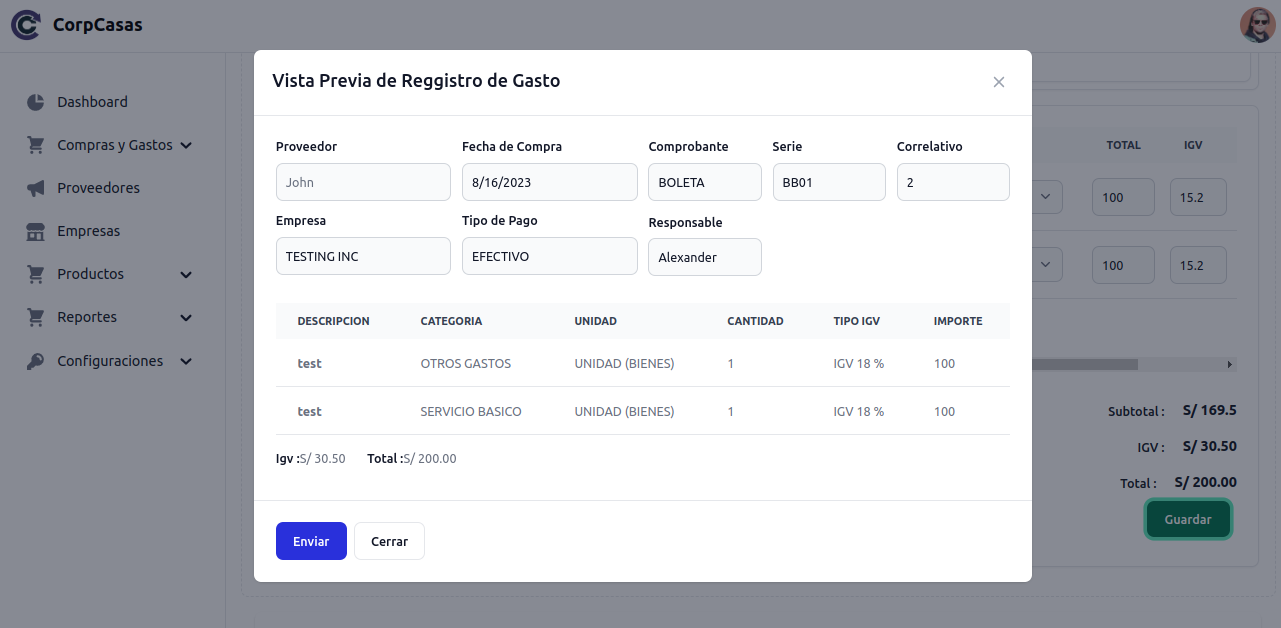 CorpCasas
Dashboard
Compras y Gastos
Proveedores
Empresas
Productos
Reportes
Configuraciones
Vista Previa de Reggistro de Gasto
Proveedor Fecha de Compra Comprobante Serie Correlativo
John 8/16/2023 BOLETA BB01 2
Empresa Tipo de Pago Responsable
TESTING INC EFECTIVO Alexander
DESCRIPCION CATEGORIA UNIDAD CANTIDAD TIPO IGV IMPORTE
test OTROS GASTOS UNIDAD (BIENES) 1 IGV 18 % 100
test SERVICIO BASICO UNIDAD (BIENES) 1 IGV 18 % 100
Igv :S/ 30.50 Total :S/ 200.00
Enviar Cerrar
TOTAL IGV
100 15.2
100 15.2
Subtotal : S/ 169.5
IGV : S/ 30.50
Total : S/ 200.00
Guardar